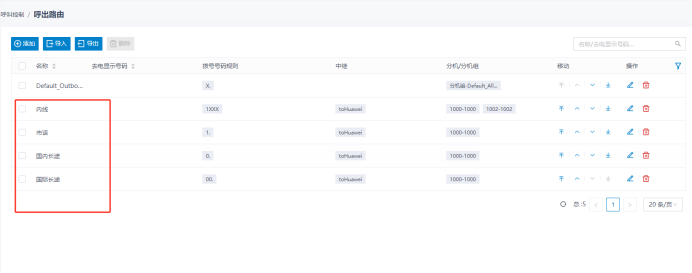 呼叫控制 / 呼出路由
添加 导入 导出 删除 名称/去电显示号码...
名称 去电显示号码 拨号号码规则 中继 分机/分机组 移动 操作
Default_Outbo... X. 分机组-Default_All...
内线 1XXX toHuawei 1000-1000 1002-1002
市话 1. toHuawei 1000-1000
国内长途 0. toHuawei 1000-1000
国际长途 00. toHuawei 1000-1000
总:5 1 20 条/页